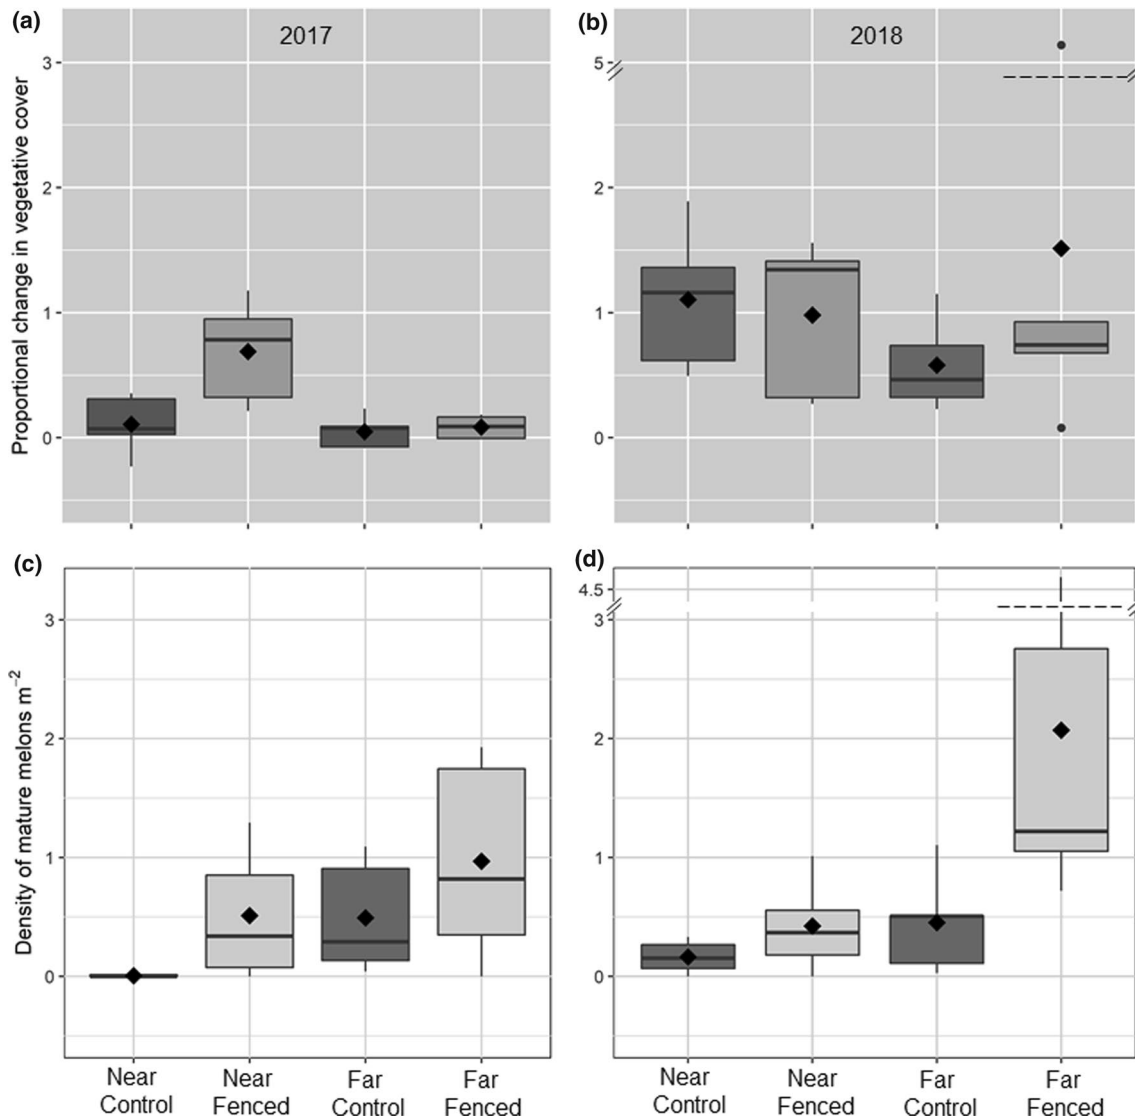 (a)
2017
(b)
2018
Proportional change in vegetative cover
3
2
1
0
5
2
1
0
(c)
(d)
Density of mature melons m⁻²
3
2
1
0
4.5
3
2
1
0
Near
Control
Near
Fenced
Far
Control
Far
Fenced
Near
Control
Near
Fenced
Far
Control
Far
Fenced